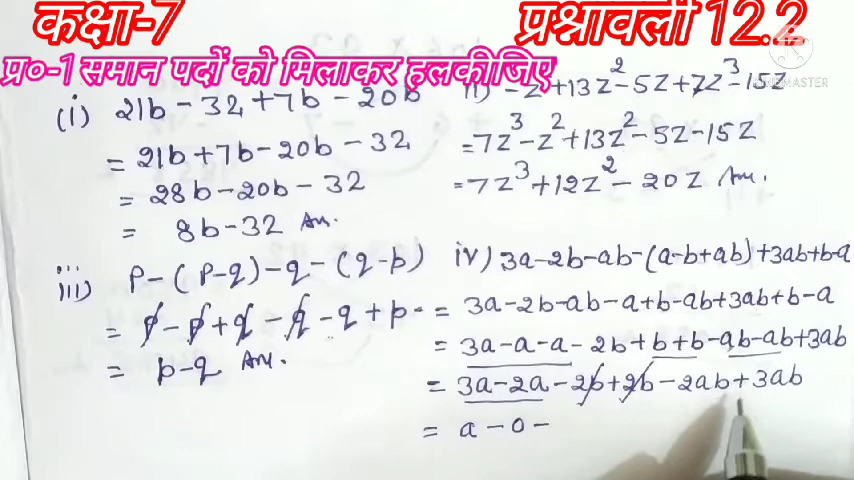 कक्षा-7
प्रश्नावली 12.2
प्र०-1 समान पदों को मिलाकर हल कीजिए
(i) 21b - 32 + 7b - 20b
= 21b + 7b - 20b - 32
= 28b - 20b - 32
= 8b - 32 Ans.
ii) - z² + 13z² - 5z + 7z³ - 15z
= 7z³ - z² + 13z² - 5z - 15z
= 7z³ + 12z² - 20z Ans.
iii) p - (p - q) - q - (q - p)
= p - p + q - q - q + p
= p - q Ans.
iv) 3a - 2b - ab - (a - b + ab) + 3ab + b - a
= 3a - 2b - ab - a + b - ab + 3ab + b - a
= 3a - a - a - 2b + b + b - ab - ab + 3ab
= 3a - 2a - 2b + 2b - 2ab + 3ab
= a - 0 -